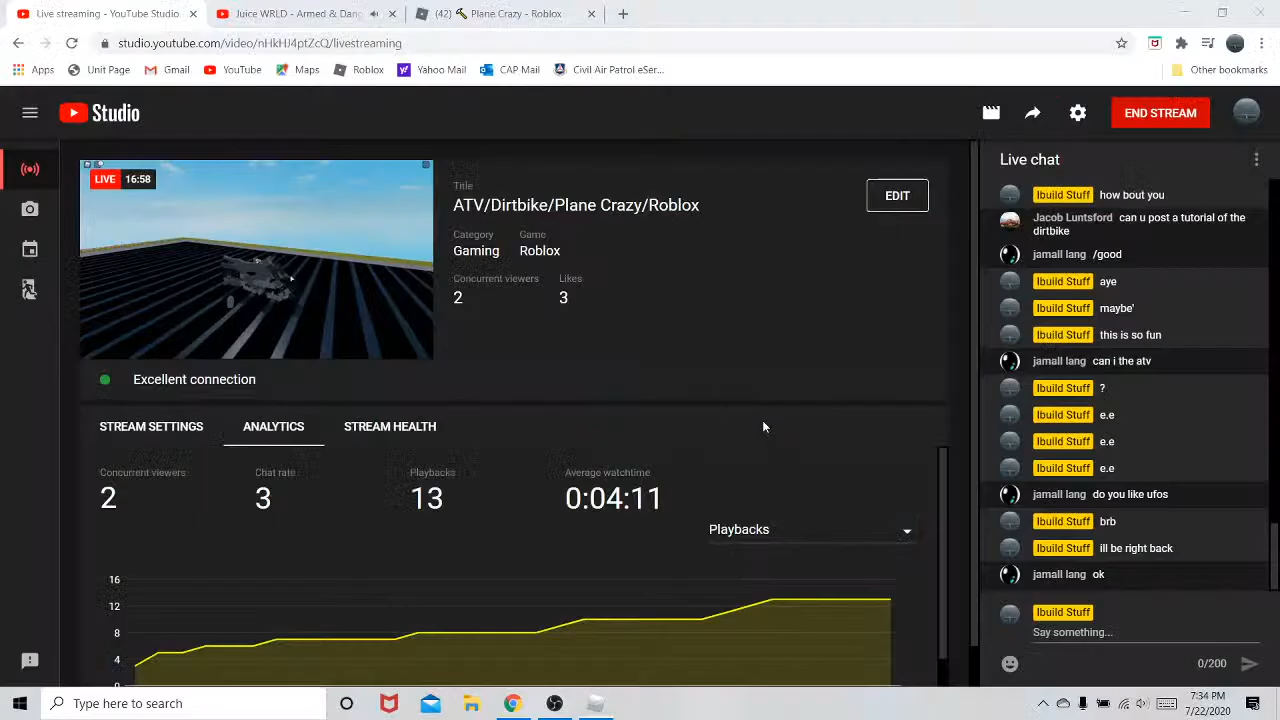 Live streaming - YouTube Studio
Juice WRLD - Armed & Dang
(42) 🔨 Plane Crazy - Roblox
studio.youtube.com/video/nHkHJ4ptZcQ/livestreaming
Apps
Unit Page
Gmail
YouTube
Maps
Roblox
Yahoo Mail
CAP Mail
Civil Air Patrol eSer...
Other bookmarks
Studio
END STREAM
LIVE 16:58
Title
ATV/Dirtbike/Plane Crazy/Roblox
EDIT
Category
Game
Gaming
Roblox
Concurrent viewers
Likes
2
3
Excellent connection
STREAM SETTINGS
ANALYTICS
STREAM HEALTH
Concurrent viewers
Chat rate
Playbacks
Average watchtime
2
3
13
0:04:11
Playbacks
16
12
8
4
0
Live chat
Ibuild Stuff how bout you
Jacob Luntsford can u post a tutorial of the
dirtbike
jamall lang /good
Ibuild Stuff aye
Ibuild Stuff maybe'
Ibuild Stuff this is so fun
jamall lang can i the atv
Ibuild Stuff ?
Ibuild Stuff e.e
Ibuild Stuff e.e
Ibuild Stuff e.e
jamall lang do you like ufos
Ibuild Stuff brb
Ibuild Stuff ill be right back
jamall lang ok
Ibuild Stuff
Say something...
0/200
Type here to search
7:34 PM
7/22/2020